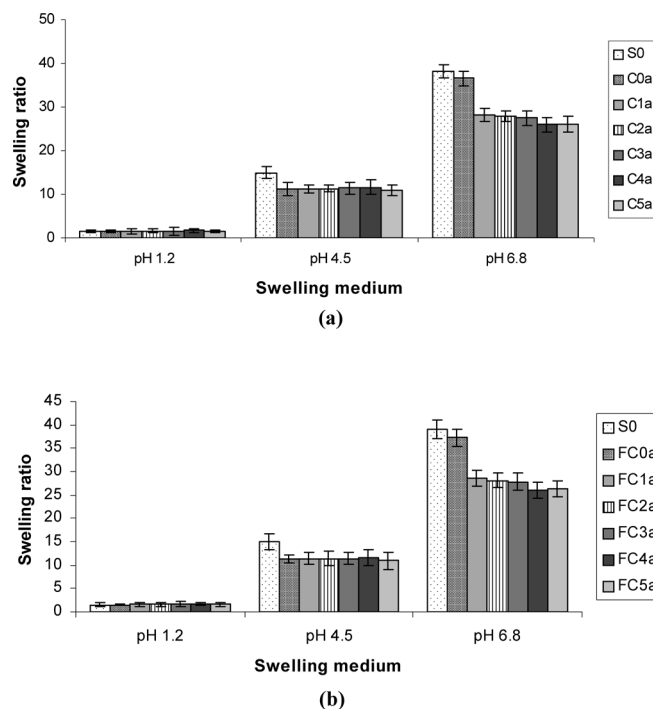 50
40
30
20
10
0
Swelling ratio
pH 1.2
pH 4.5
pH 6.8
Swelling medium
S0
C0a
C1a
C2a
C3a
C4a
C5a
(a)
45
40
35
30
25
20
15
10
5
0
Swelling ratio
pH 1.2
pH 4.5
pH 6.8
Swelling medium
S0
FC0a
FC1a
FC2a
FC3a
FC4a
FC5a
(b)